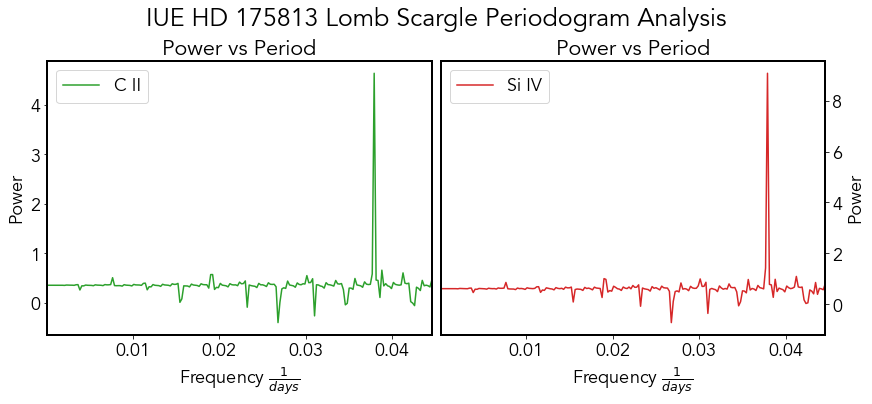 IUE HD 175813 Lomb Scargle Periodogram Analysis
Power vs Period
Power vs Period
C II
Si IV
4
3
2
1
0
8
6
4
2
0
Power
Power
0.01
0.02
0.03
0.04
0.01
0.02
0.03
0.04
Frequency 1/days
Frequency 1/days